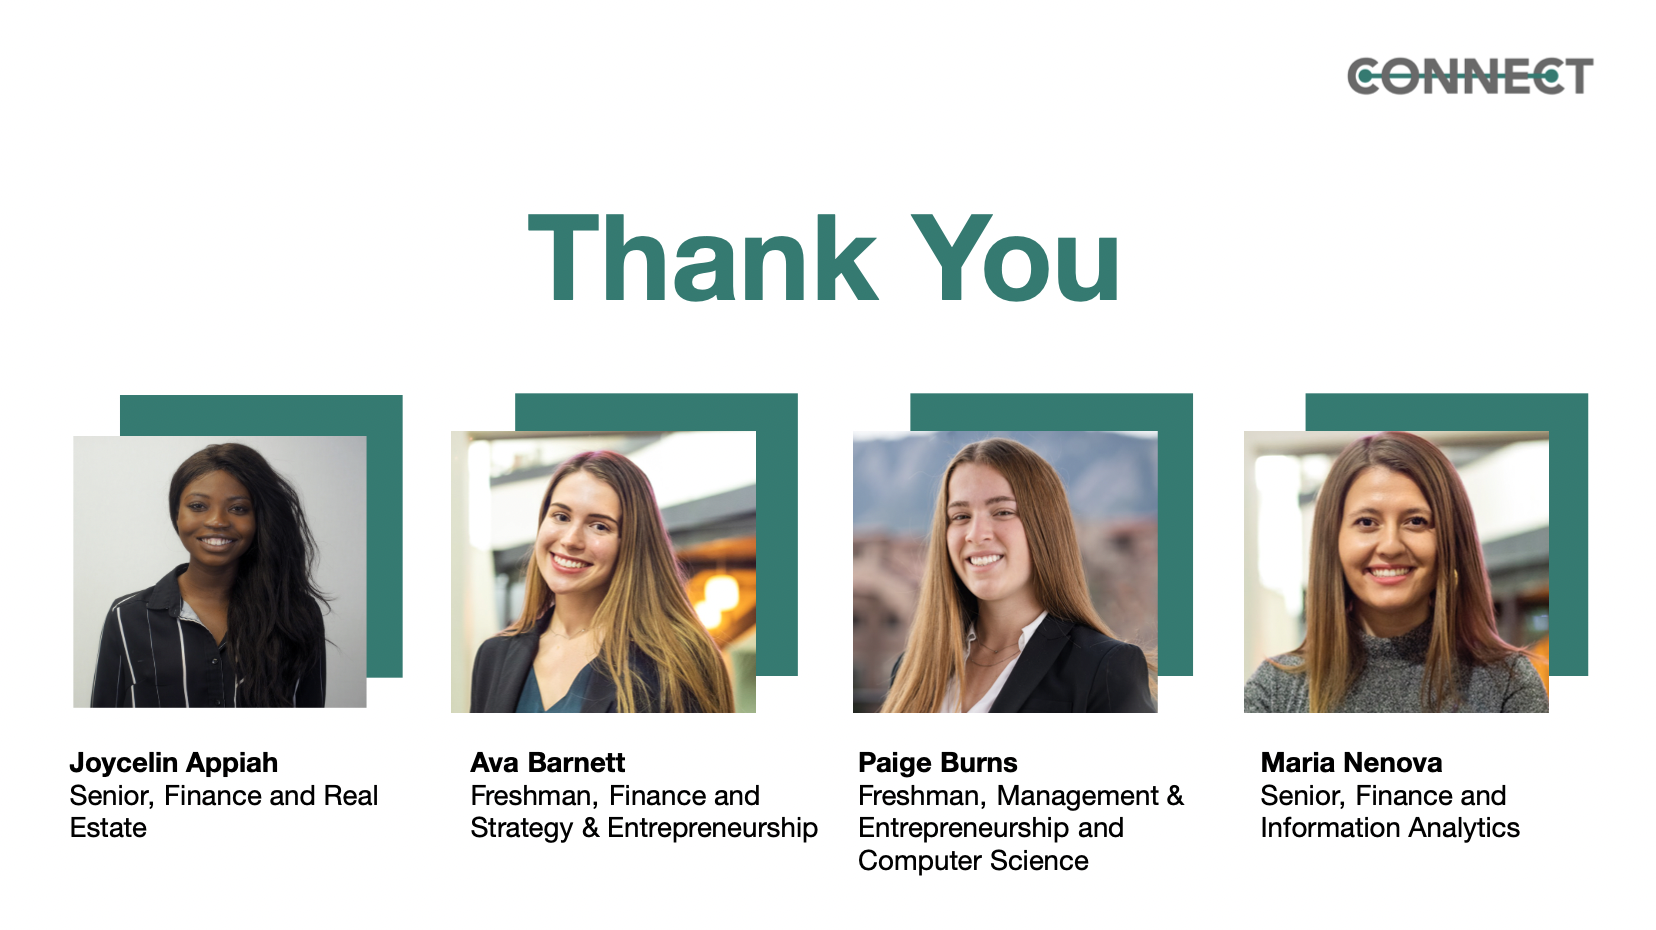 CONNECT
Thank You
Joycelin Appiah
Senior, Finance and Real
Estate
Ava Barnett
Freshman, Finance and
Strategy & Entrepreneurship
Paige Burns
Freshman, Management &
Entrepreneurship and
Computer Science
Maria Nenova
Senior, Finance and
Information Analytics